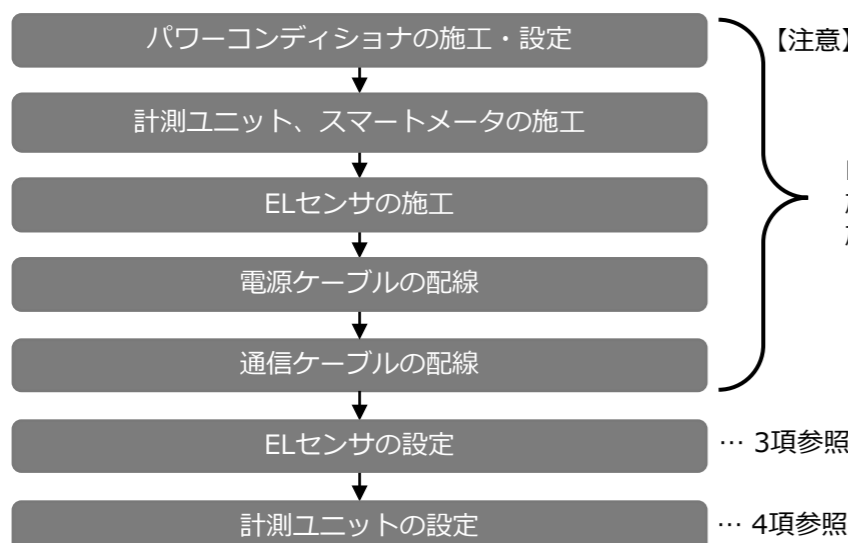 パワーコンディショナの施工・設定
【注意】
計測ユニット、スマートメータの施工
ELセンサの施工
電源ケーブルの配線
通信ケーブルの配線
ELセンサの設定
… 3項参照
計測ユニットの設定
… 4項参照